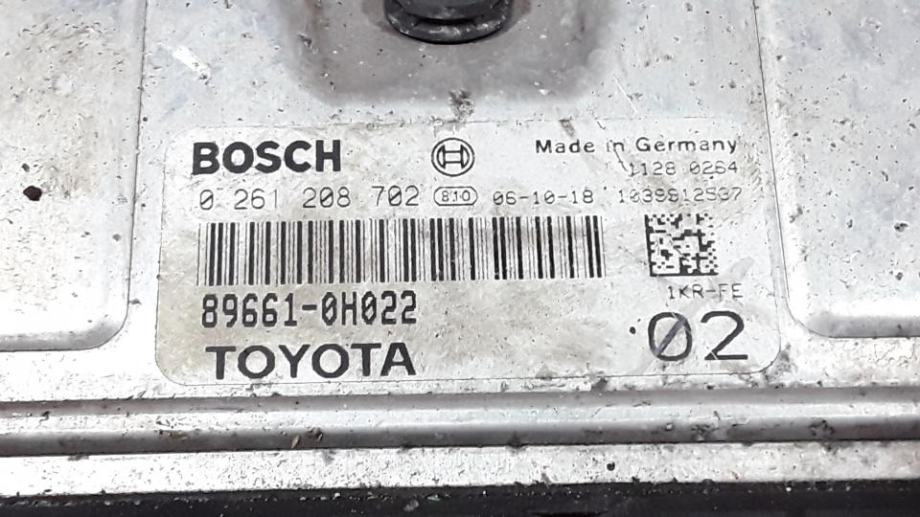 BOSCH Made in Germany
1128 0264
0 261 208 702 810 06-10-18 1039S12537
89661-0H022 1KR-FE
TOYOTA 02